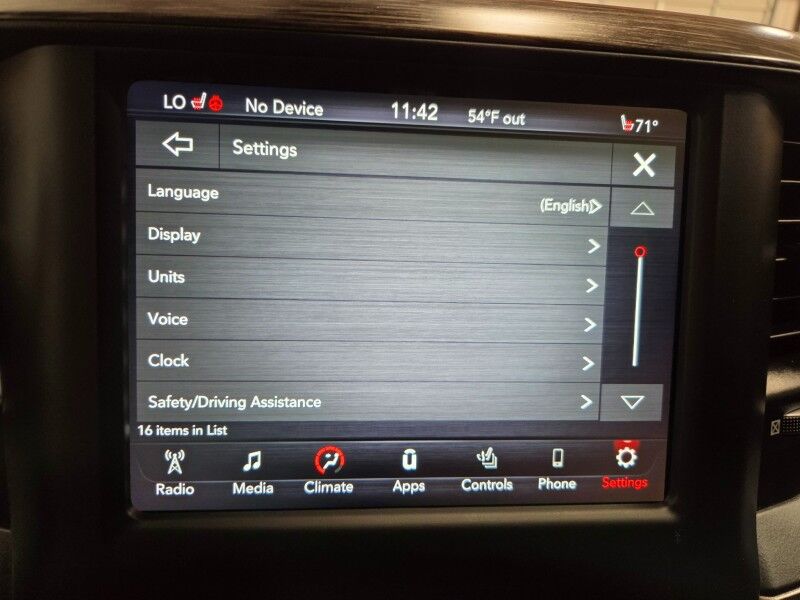 LO No Device 11:42 54°F out 71°
Settings
Language (English)
Display
Units
Voice
Clock
Safety/Driving Assistance
16 items in List
Radio Media Climate Apps Controls Phone Settings